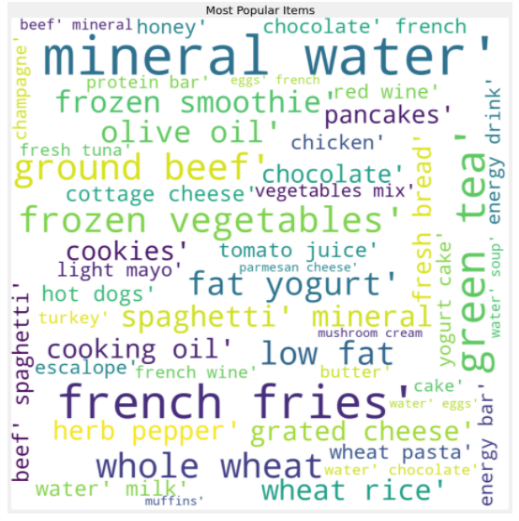 Most Popular Items
beef' mineral
honey'
chocolate' french
mineral water'
champagne'
protein bar'
eggs' french
red wine'
frozen smoothie'
pancakes'
energy drink'
olive oil'
chicken'
fresh tuna'
ground beef'
chocolate'
fresh bread'
green tea'
cottage cheese'
vegetables mix'
frozen vegetables'
cookies'
tomato juice'
light mayo'
parmesan cheese'
yogurt cake'
water' soup'
hot dogs'
fat yogurt'
turkey'
spaghetti' mineral
mushroom cream
beef' spaghetti'
cooking oil'
low fat
escalope'
french wine'
butter'
cake'
french fries'
water' eggs'
energy bar'
herb pepper'
grated cheese'
whole wheat
wheat pasta'
water' chocolate'
water' milk'
wheat rice'
muffins'